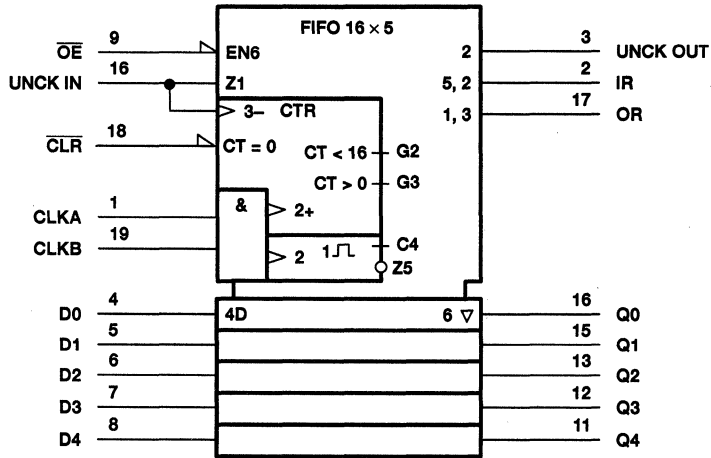 FIFO 16 × 5
OE 9 EN6 2 3 UNCK OUT
UNCK IN 16 Z1 5, 2 2 IR
3– CTR 1, 3 17 OR
CLR 18 CT = 0 CT < 16 G2
CT > 0 G3
&
CLKA 1 2+
CLKB 19 2 1 C4
Z5
D0 4 4D 6 ▽ 16 Q0
D1 5 15 Q1
D2 6 13 Q2
D3 7 12 Q3
D4 8 11 Q4